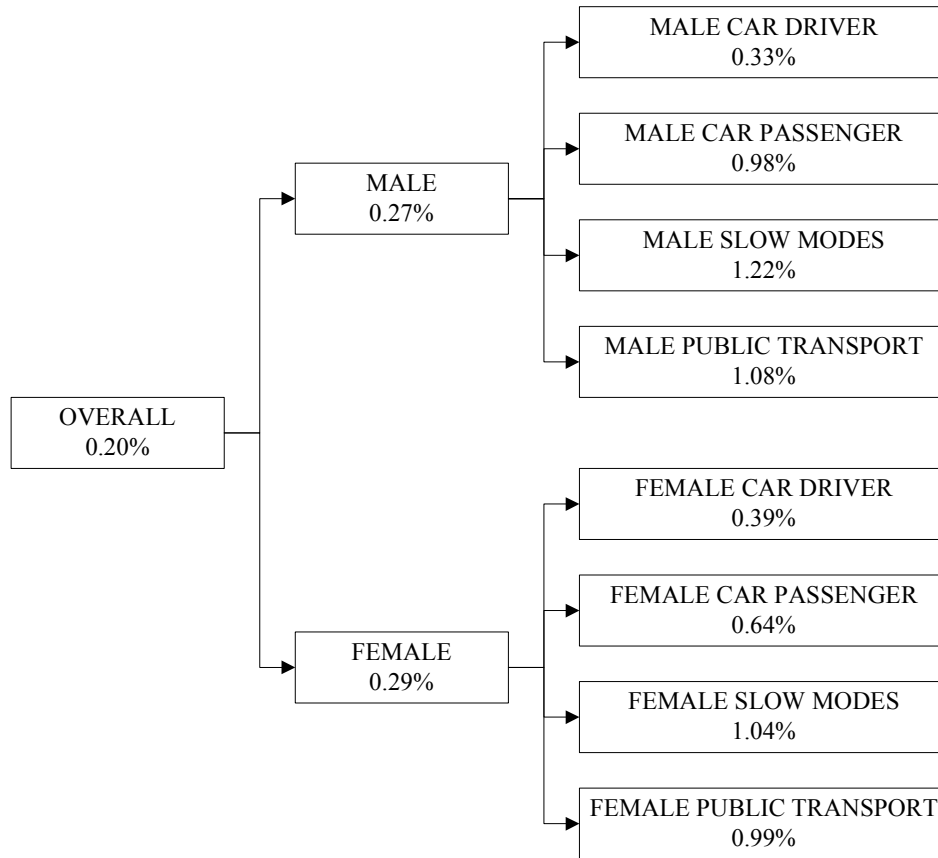 MALE CAR DRIVER
0.33%
MALE CAR PASSENGER
0.98%
MALE
0.27%
MALE SLOW MODES
1.22%
MALE PUBLIC TRANSPORT
1.08%
OVERALL
0.20%
FEMALE CAR DRIVER
0.39%
FEMALE CAR PASSENGER
0.64%
FEMALE
0.29%
FEMALE SLOW MODES
1.04%
FEMALE PUBLIC TRANSPORT
0.99%